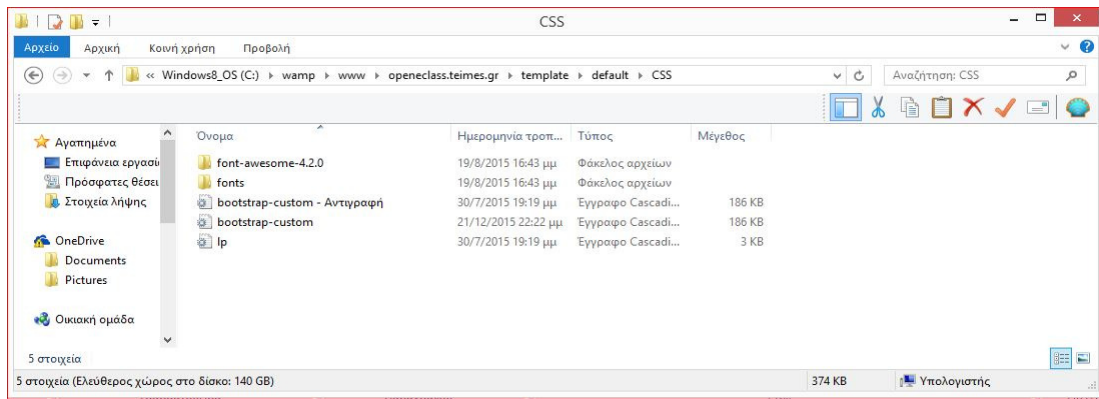 CSS
Αρχείο Αρχική Κοινή χρήση Προβολή
« Windows8_OS (C:) ▸ wamp ▸ www ▸ openeclass.teimes.gr ▸ template ▸ default ▸ CSS Αναζήτηση: CSS
Όνομα Ημερομηνία τροπ... Τύπος Μέγεθος
Αγαπημένα
Επιφάνεια εργασί
Πρόσφατες θέσει
Στοιχεία λήψης
OneDrive
Documents
Pictures
Οικιακή ομάδα
font-awesome-4.2.0 19/8/2015 16:43 μμ Φάκελος αρχείων
fonts 19/8/2015 16:43 μμ Φάκελος αρχείων
bootstrap-custom - Αντιγραφή 30/7/2015 19:19 μμ Έγγραφο Cascadi... 186 KB
bootstrap-custom 21/12/2015 22:22 μμ Έγγραφο Cascadi... 186 KB
lp 30/7/2015 19:19 μμ Έγγραφο Cascadi... 3 KB
5 στοιχεία
5 στοιχεία (Ελεύθερος χώρος στο δίσκο: 140 GB) 374 KB Υπολογιστής